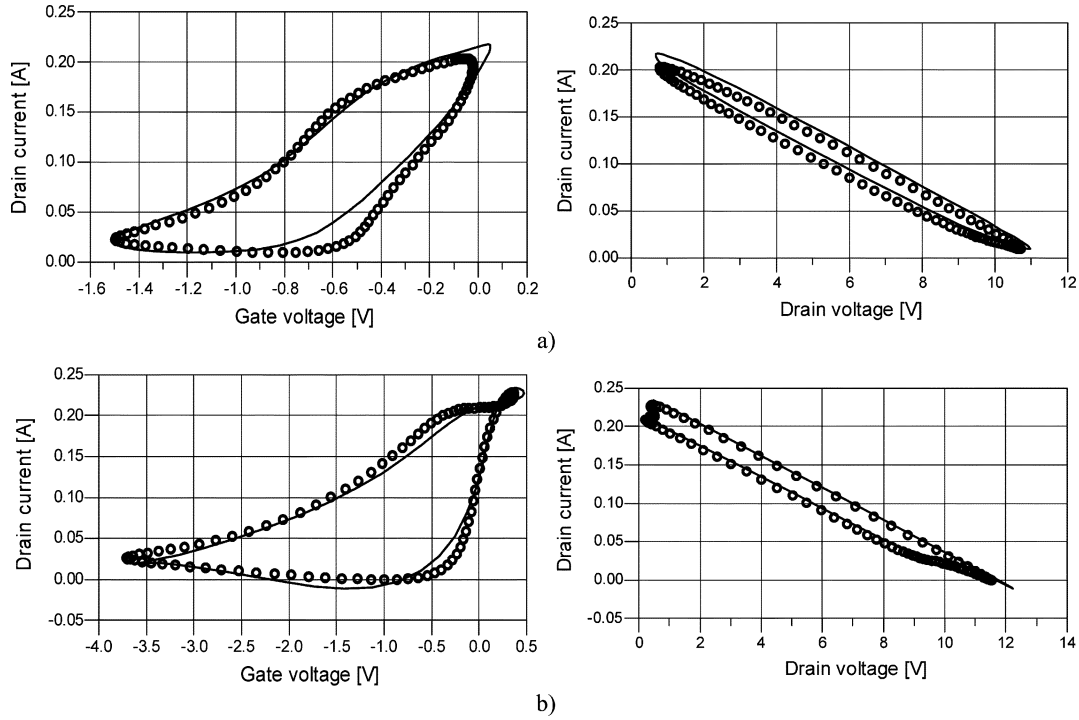 0.25
0.20
0.15
0.10
0.05
0.00
Drain current [A]
-1.6 -1.4 -1.2 -1.0 -0.8 -0.6 -0.4 -0.2 0.0 0.2
Gate voltage [V]
0.25
0.20
0.15
0.10
0.05
0.00
Drain current [A]
0 2 4 6 8 10 12
Drain voltage [V]
a)
0.25
0.20
0.15
0.10
0.05
0.00
-0.05
Drain current [A]
-4.0 -3.5 -3.0 -2.5 -2.0 -1.5 -1.0 -0.5 0.0 0.5
Gate voltage [V]
0.25
0.20
0.15
0.10
0.05
0.00
-0.05
Drain current [A]
0 2 4 6 8 10 12 14
Drain voltage [V]
b)